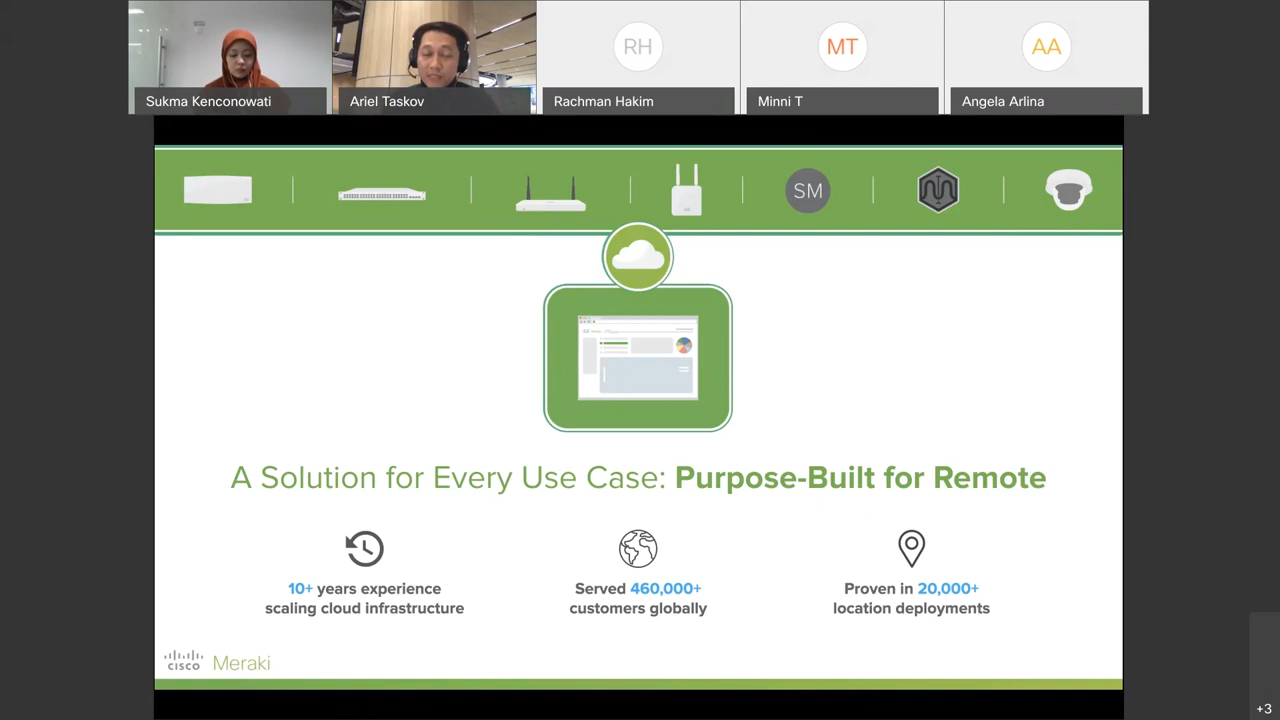 RH
MT
AA
Sukma Kenconowati
Ariel Taskov
Rachman Hakim
Minni T
Angela Arlina
SM
A Solution for Every Use Case: Purpose-Built for Remote
10+ years experience
scaling cloud infrastructure
Served 460,000+
customers globally
Proven in 20,000+
location deployments
cisco Meraki
+3